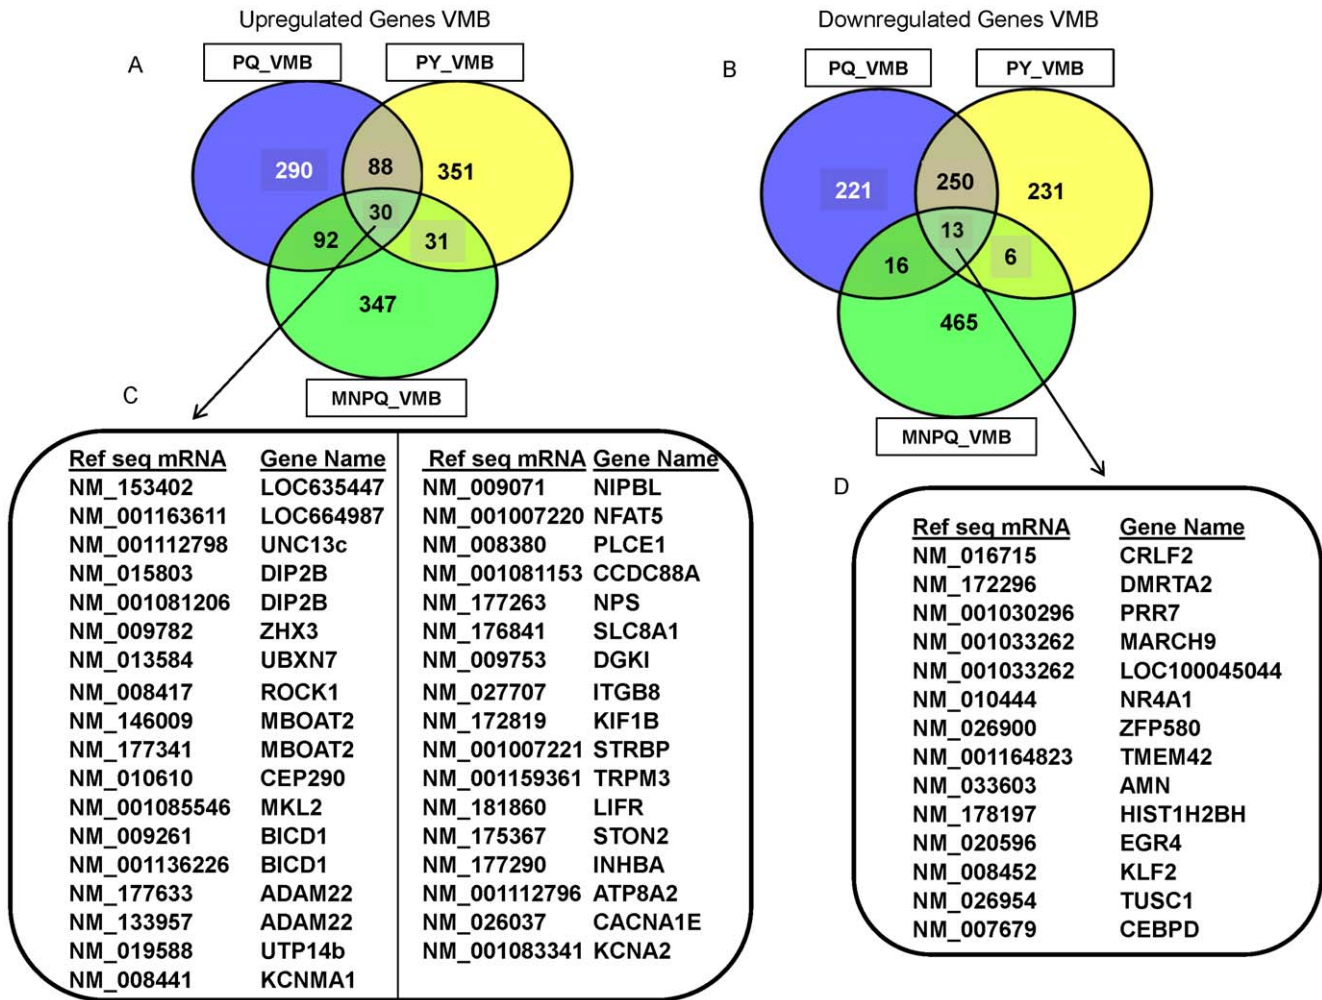 Upregulated Genes VMB
A
PQ_VMB
PY_VMB
290
88
351
30
92
31
347
MNPQ_VMB
Downregulated Genes VMB
B
PQ_VMB
PY_VMB
221
250
231
13
16
6
465
MNPQ_VMB
C
Ref seq mRNA Gene Name
NM_153402 LOC635447
NM_001163611 LOC664987
NM_001112798 UNC13c
NM_015803 DIP2B
NM_001081206 DIP2B
NM_009782 ZHX3
NM_013584 UBXN7
NM_008417 ROCK1
NM_146009 MBOAT2
NM_177341 MBOAT2
NM_010610 CEP290
NM_001085546 MKL2
NM_009261 BICD1
NM_001136226 BICD1
NM_177633 ADAM22
NM_133957 ADAM22
NM_019588 UTP14b
NM_008441 KCNMA1
Ref seq mRNA Gene Name
NM_009071 NIPBL
NM_001007220 NFAT5
NM_008380 PLCE1
NM_001081153 CCDC88A
NM_177263 NPS
NM_176841 SLC8A1
NM_009753 DGKI
NM_027707 ITGB8
NM_172819 KIF1B
NM_001007221 STRBP
NM_001159361 TRPM3
NM_181860 LIFR
NM_175367 STON2
NM_177290 INHBA
NM_001112796 ATP8A2
NM_026037 CACNA1E
NM_001083341 KCNA2
D
Ref seq mRNA Gene Name
NM_016715 CRLF2
NM_172296 DMRTA2
NM_001030296 PRR7
NM_001033262 MARCH9
NM_001033262 LOC100045044
NM_010444 NR4A1
NM_026900 ZFP580
NM_001164823 TMEM42
NM_033603 AMN
NM_178197 HIST1H2BH
NM_020596 EGR4
NM_008452 KLF2
NM_026954 TUSC1
NM_007679 CEBPD